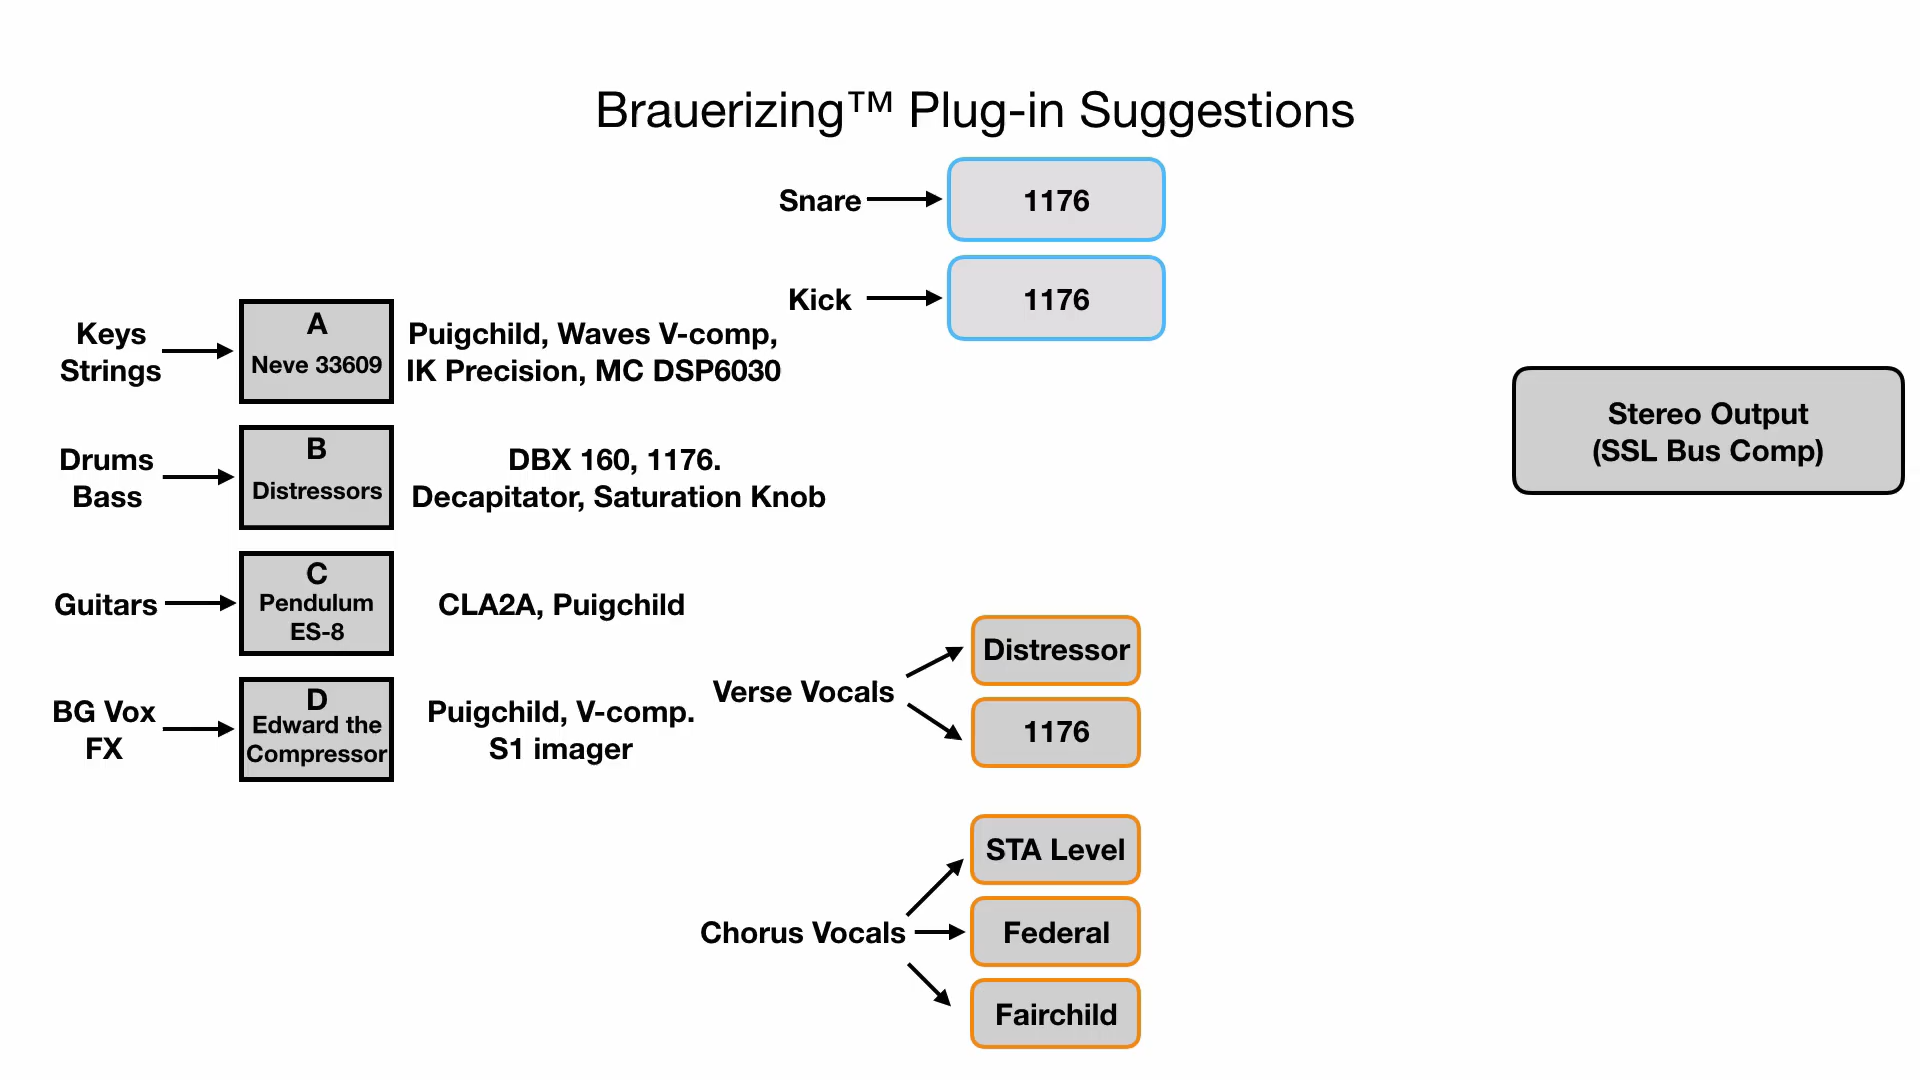 Brauerizing™ Plug-in Suggestions
Snare
1176
Kick
1176
Keys
Strings
A
Neve 33609
Puigchild, Waves V-comp,
IK Precision, MC DSP6030
Stereo Output
(SSL Bus Comp)
Drums
Bass
B
Distressors
DBX 160, 1176.
Decapitator, Saturation Knob
Guitars
C
Pendulum
ES-8
CLA2A, Puigchild
BG Vox
FX
D
Edward the
Compressor
Puigchild, V-comp.
S1 imager
Verse Vocals
Distressor
1176
Chorus Vocals
STA Level
Federal
Fairchild